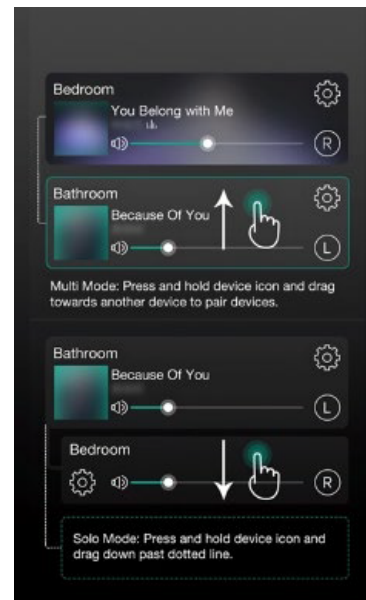 Bedroom
You Belong with Me
R
Bathroom
Because Of You
L
Multi Mode: Press and hold device icon and drag
towards another device to pair devices.
Bathroom
Because Of You
L
Bedroom
R
Solo Mode: Press and hold device icon and
drag down past dotted line.